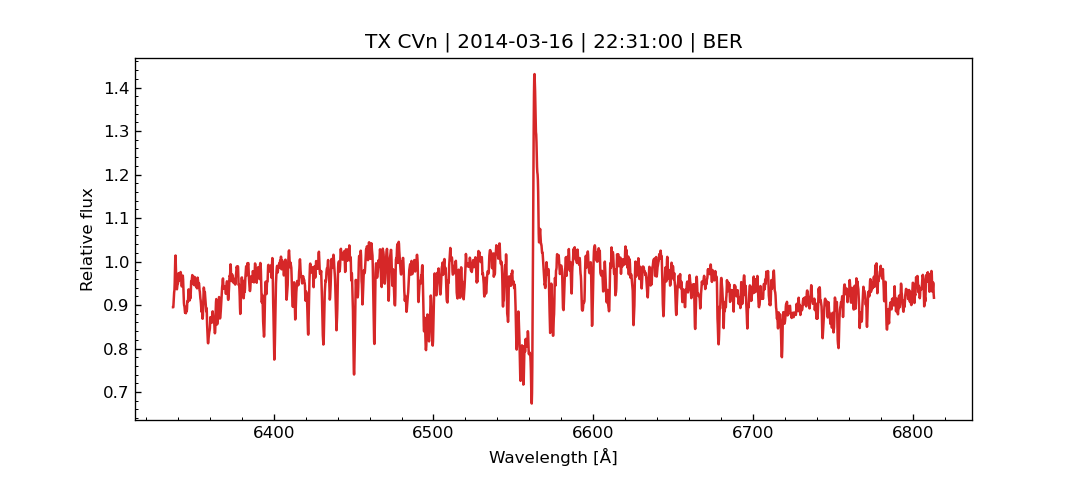 TX CVn | 2014-03-16 | 22:31:00 | BER
1.4
1.3
1.2
1.1
1.0
0.9
0.8
0.7
Relative flux
6400 6500 6600 6700 6800
Wavelength [Å]